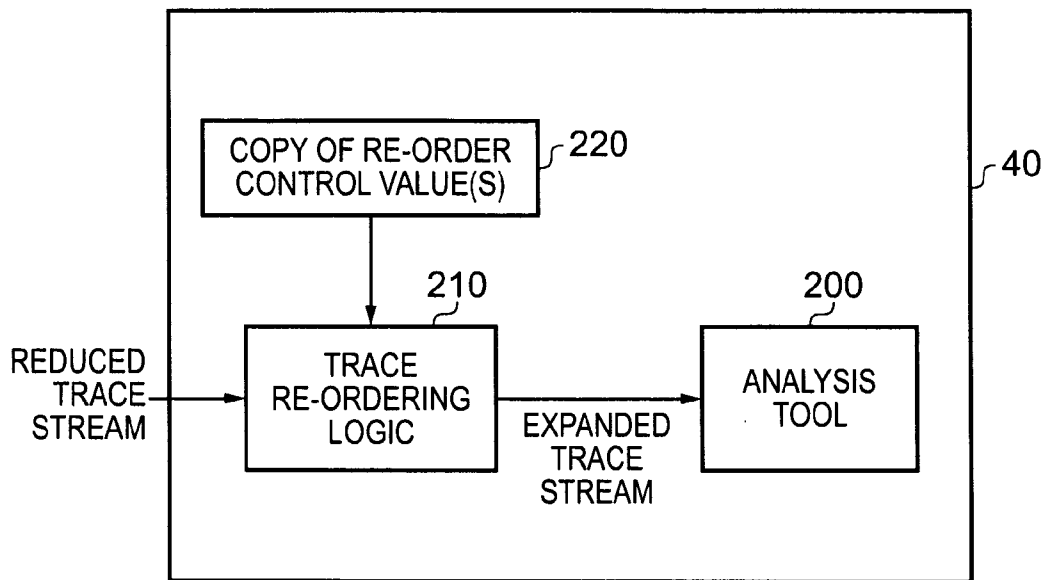 COPY OF RE-ORDER
CONTROL VALUE(S)
220
40
210
200
REDUCED
TRACE
STREAM
TRACE
RE-ORDERING
LOGIC
EXPANDED
TRACE
STREAM
ANALYSIS
TOOL